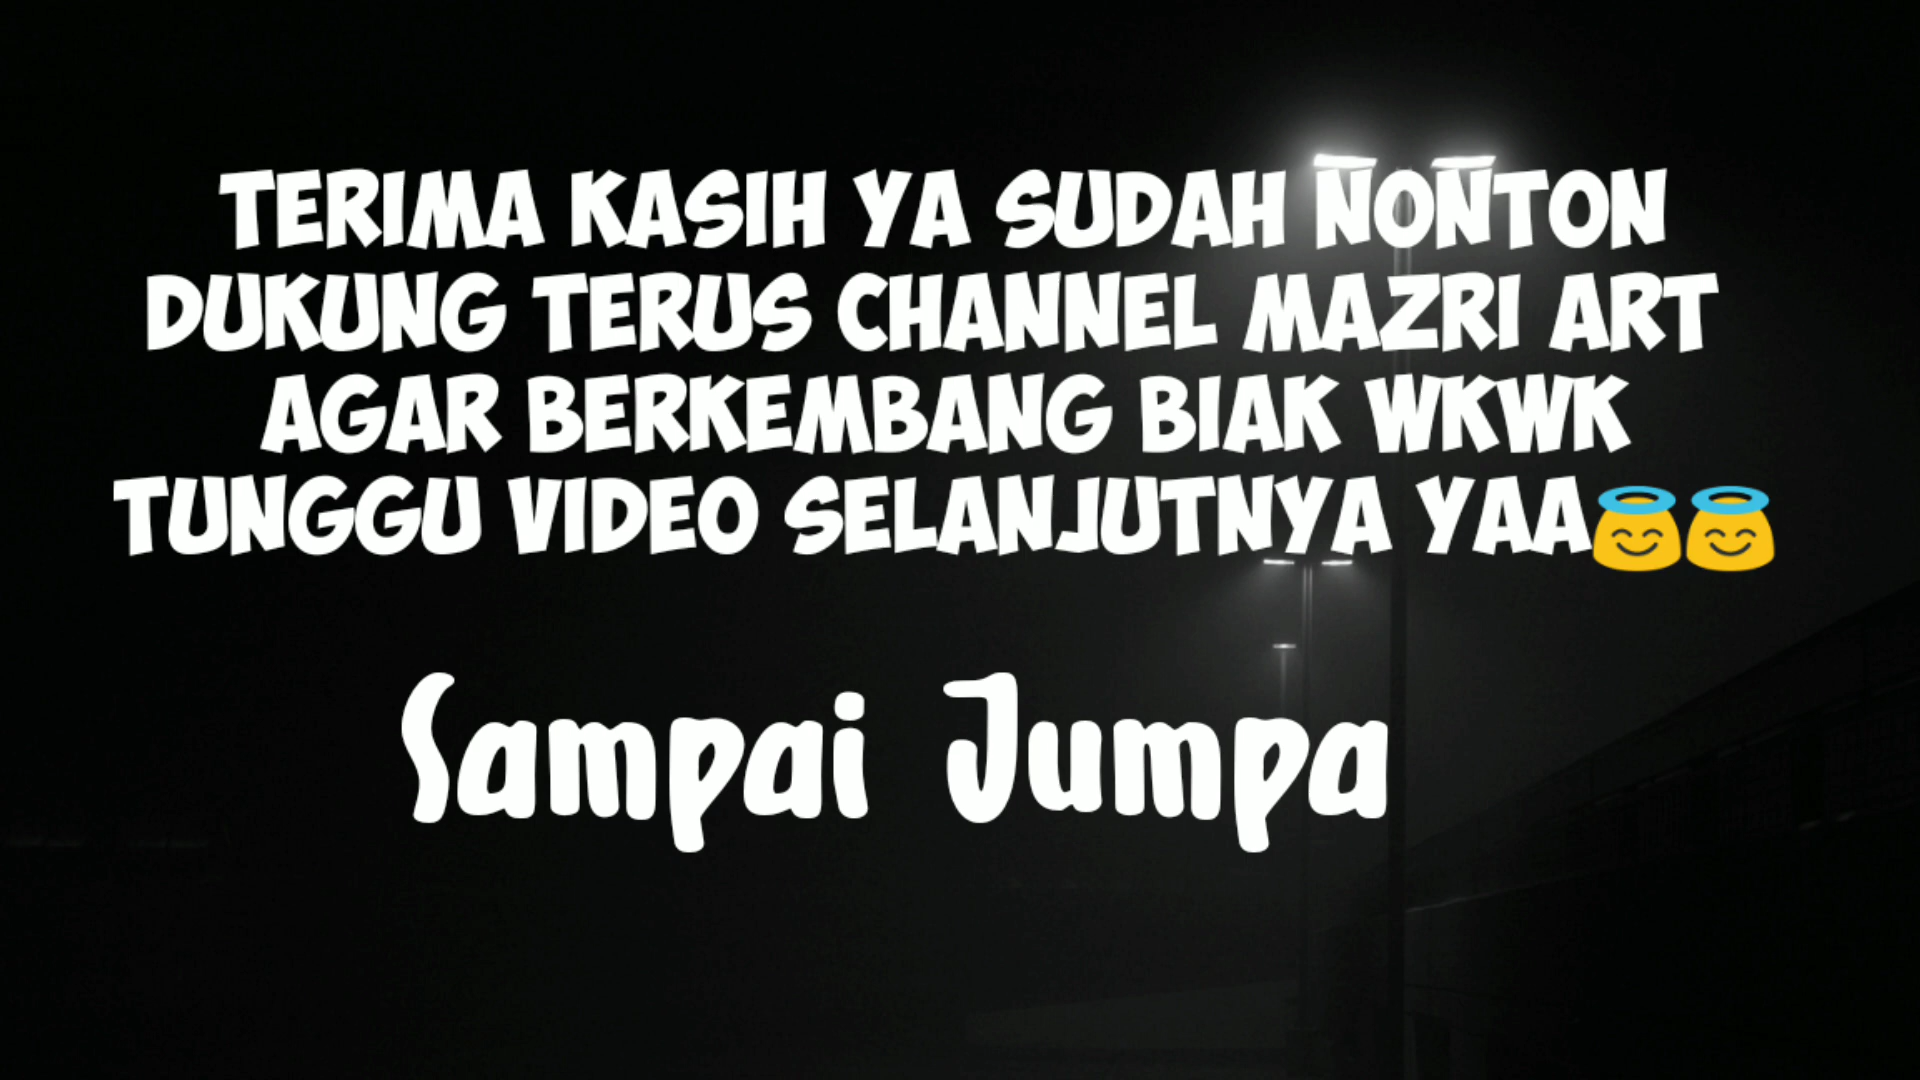 TERIMA KASIH YA SUDAH NONTON
DUKUNG TERUS CHANNEL MAZRI ART
AGAR BERKEMBANG BIAK WKWK
TUNGGU VIDEO SELANJUTNYA YAA😇😇
Sampai Jumpa